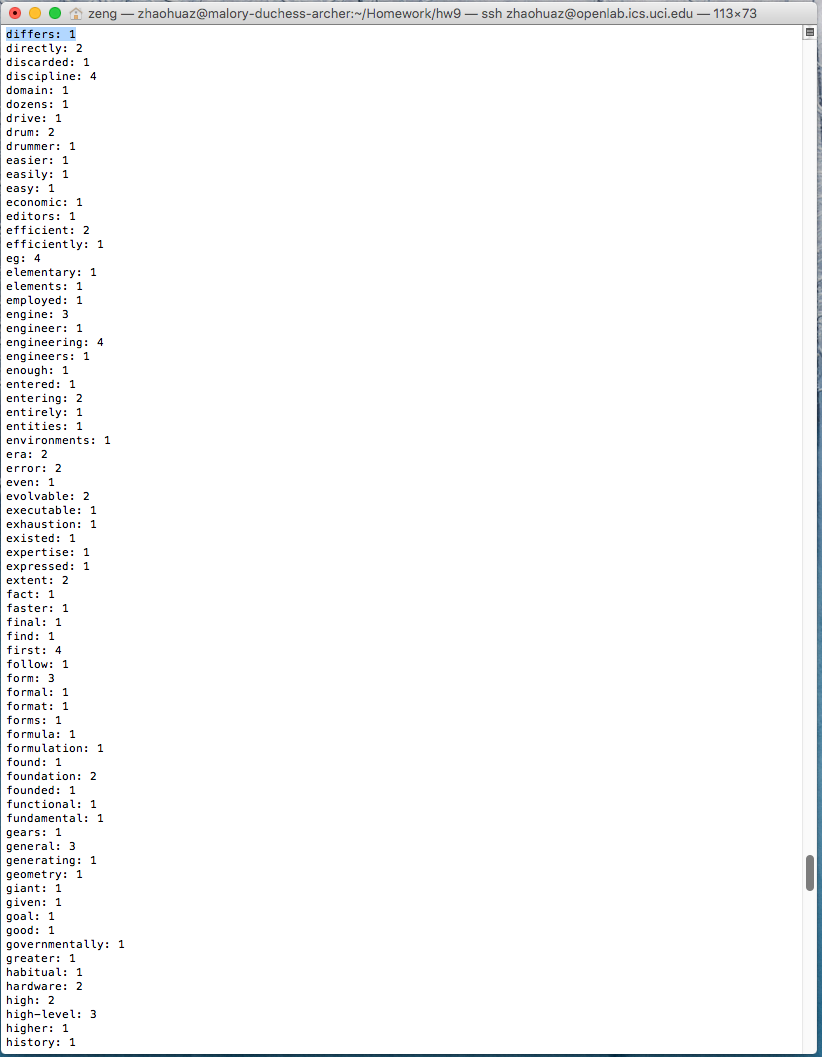 zeng — zhaohuaz@malory-duchess-archer:~/Homework/hw9 — ssh zhaohuaz@openlab.ics.uci.edu — 113×73
differs: 1
directly: 2
discarded: 1
discipline: 4
domain: 1
dozens: 1
drive: 1
drum: 2
drummer: 1
easier: 1
easily: 1
easy: 1
economic: 1
editors: 1
efficient: 2
efficiently: 1
eg: 4
elementary: 1
elements: 1
employed: 1
engine: 3
engineer: 1
engineering: 4
engineers: 1
enough: 1
entered: 1
entering: 2
entirely: 1
entities: 1
environments: 1
era: 2
error: 2
even: 1
evolvable: 2
executable: 1
exhaustion: 1
existed: 1
expertise: 1
expressed: 1
extent: 2
fact: 1
faster: 1
final: 1
find: 1
first: 4
follow: 1
form: 3
formal: 1
format: 1
forms: 1
formula: 1
formulation: 1
found: 1
foundation: 2
founded: 1
functional: 1
fundamental: 1
gears: 1
general: 3
generating: 1
geometry: 1
giant: 1
given: 1
goal: 1
good: 1
governmentally: 1
greater: 1
habitual: 1
hardware: 2
high: 2
high-level: 3
higher: 1
history: 1